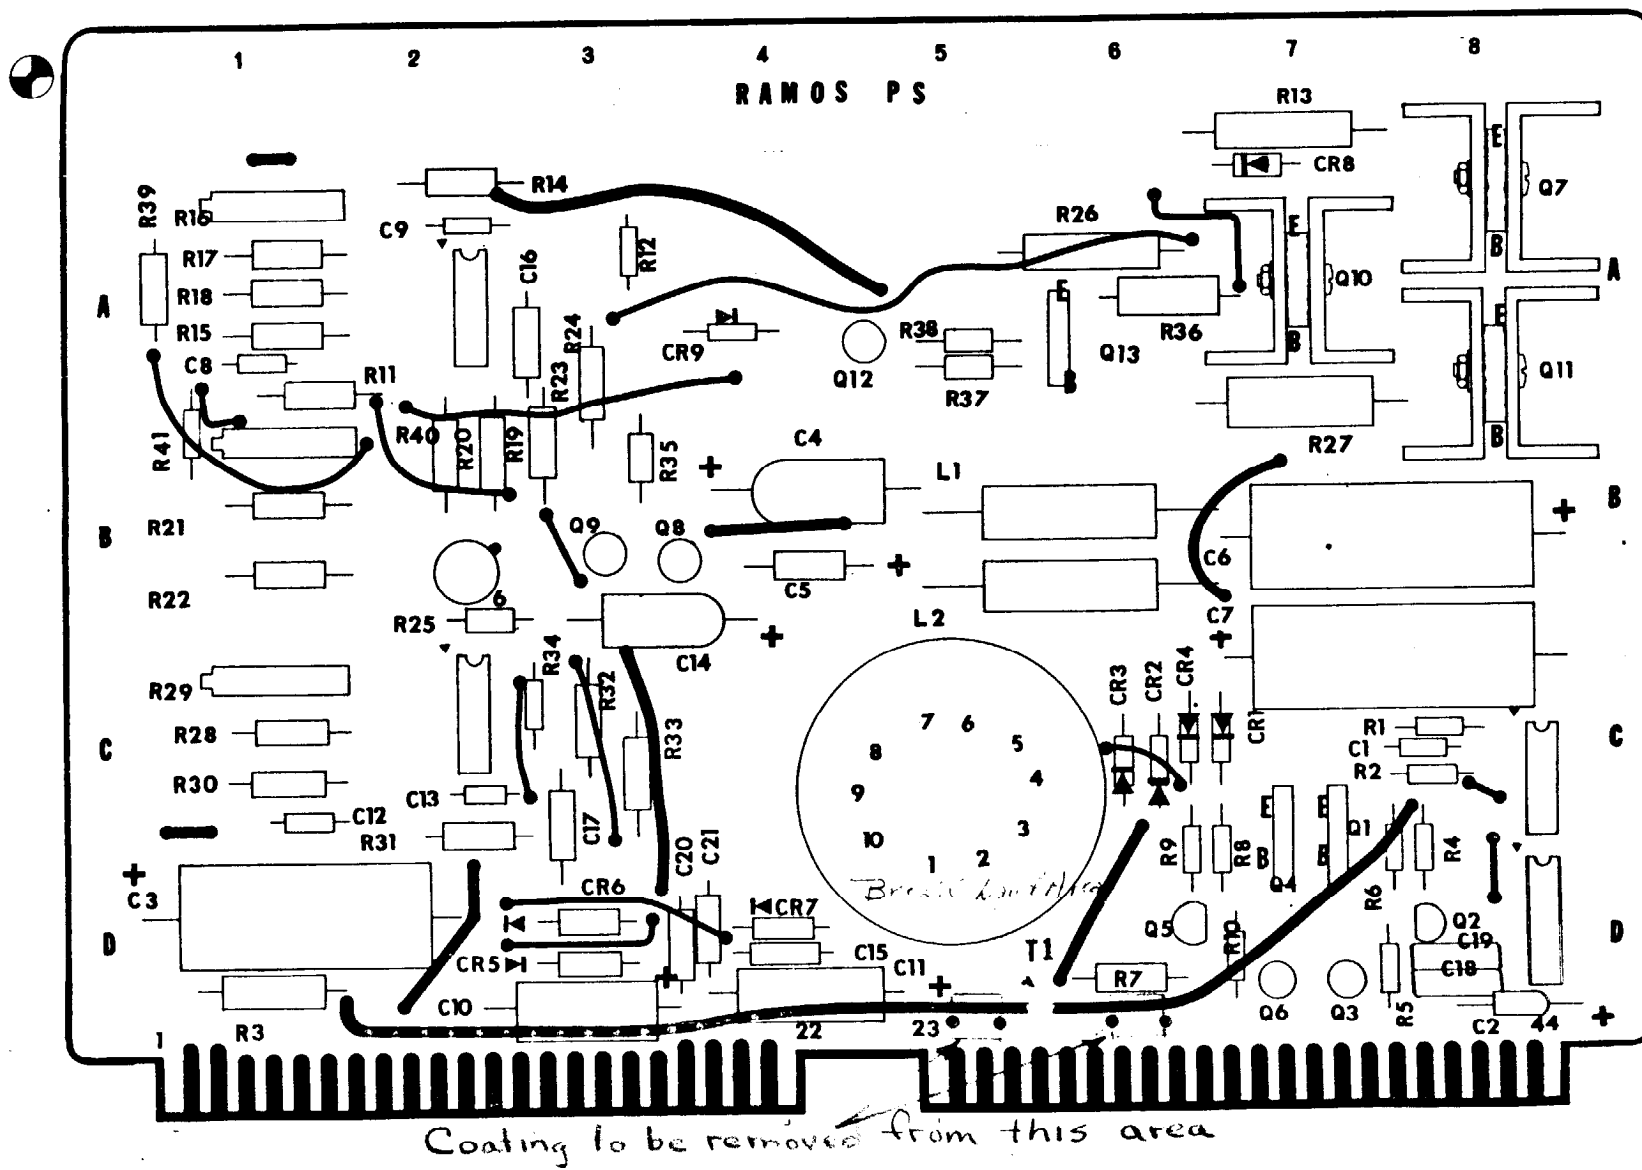 1 2 3 4 5 6 7 8
RAMOS PS
R13
CR8
E
Q7
B
R14
R39
R16
C9
R26
R12
R17
C16
E
Q10
A
R18
A
E
R36
R15
R24
CR9
R38
Q13
Q12
B
E
Q11
C8
R11
R23
R37
B
B
R41
R40
R20
R19
R35
C4
R27
+
L1
B
R21
B
Q9
Q8
+
C6
+
C5
R22
6
C7
R25
L2
+
+
R34
C14
R29
R32
CR3
CR2
CR4
CR1
R28
C
R33
7 6
8 5
9 4
10 3
1 2
R1
C1
C
R2
R30
C13
C12
C17
R31
E
E
Q1
C20
C21
R9
R8
B
B
R4
Q4
R6
+
C3
CR6
CR7
D
Q5
R10
Q2
C19
D
T1
CR5
+
C15
C11
+
R7
C18
C10
Q6
Q3
R5
C2
+
1
R3
22
23
44
Coating to be removed from this area